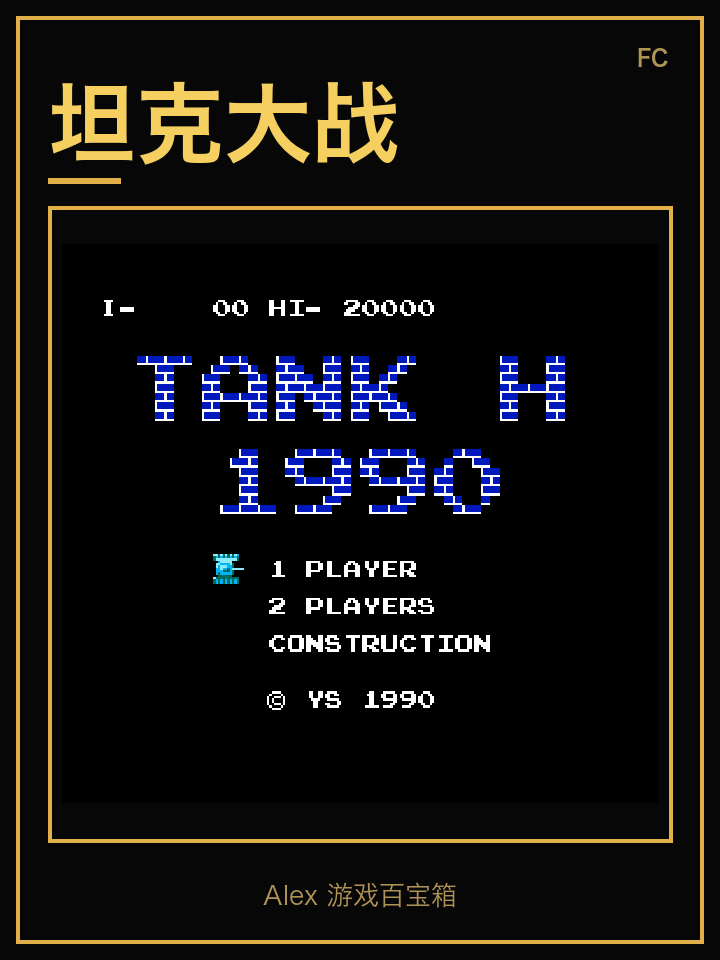 FC
坦克大战
I-     00 HI- 20000
TANK H
1990
1 PLAYER
2 PLAYERS
CONSTRUCTION
© YS 1990
Alex 游戏百宝箱